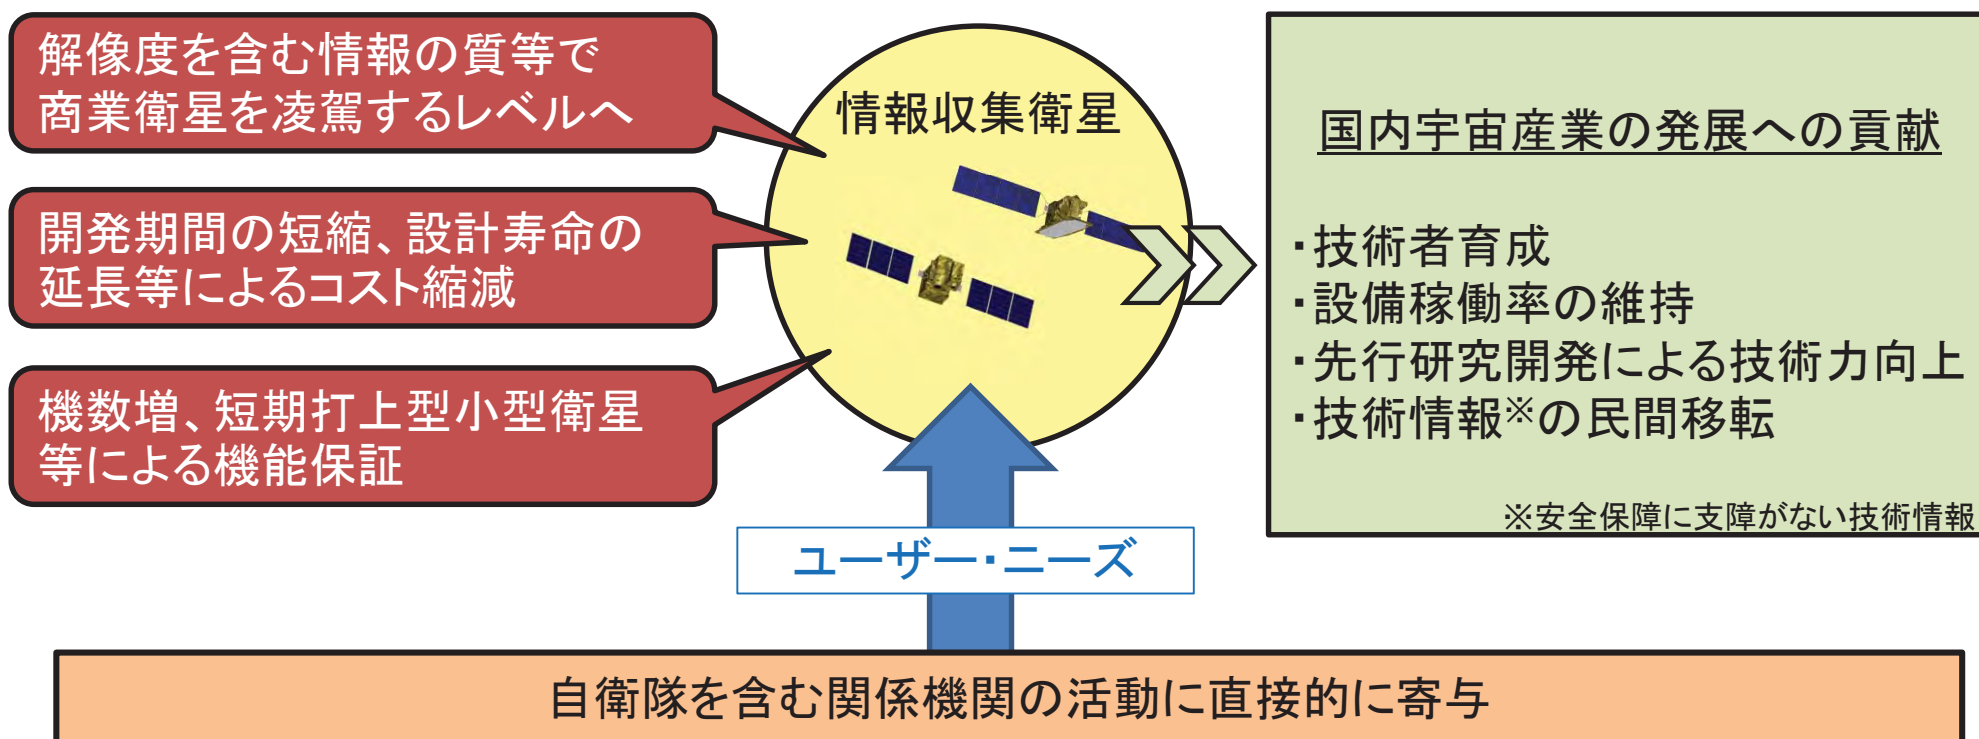 解像度を含む情報の質等で
商業衛星を凌駕するレベルへ
開発期間の短縮、設計寿命の
延長等によるコスト縮減
機数増、短期打上型小型衛星
等による機能保証
情報収集衛星
国内宇宙産業の発展への貢献
・技術者育成
・設備稼働率の維持
・先行研究開発による技術力向上
・技術情報※の民間移転
※安全保障に支障がない技術情報
ユーザー・ニーズ
自衛隊を含む関係機関の活動に直接的に寄与